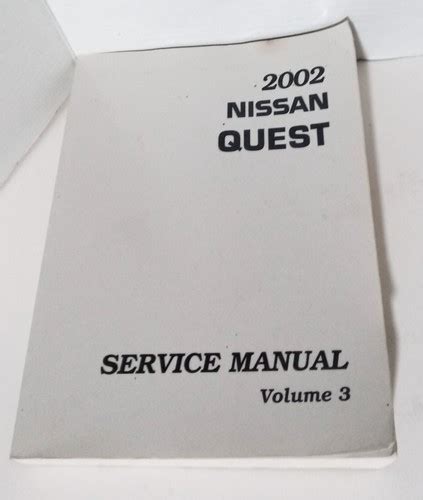 2002
NISSAN
QUEST
SERVICE MANUAL
Volume 3